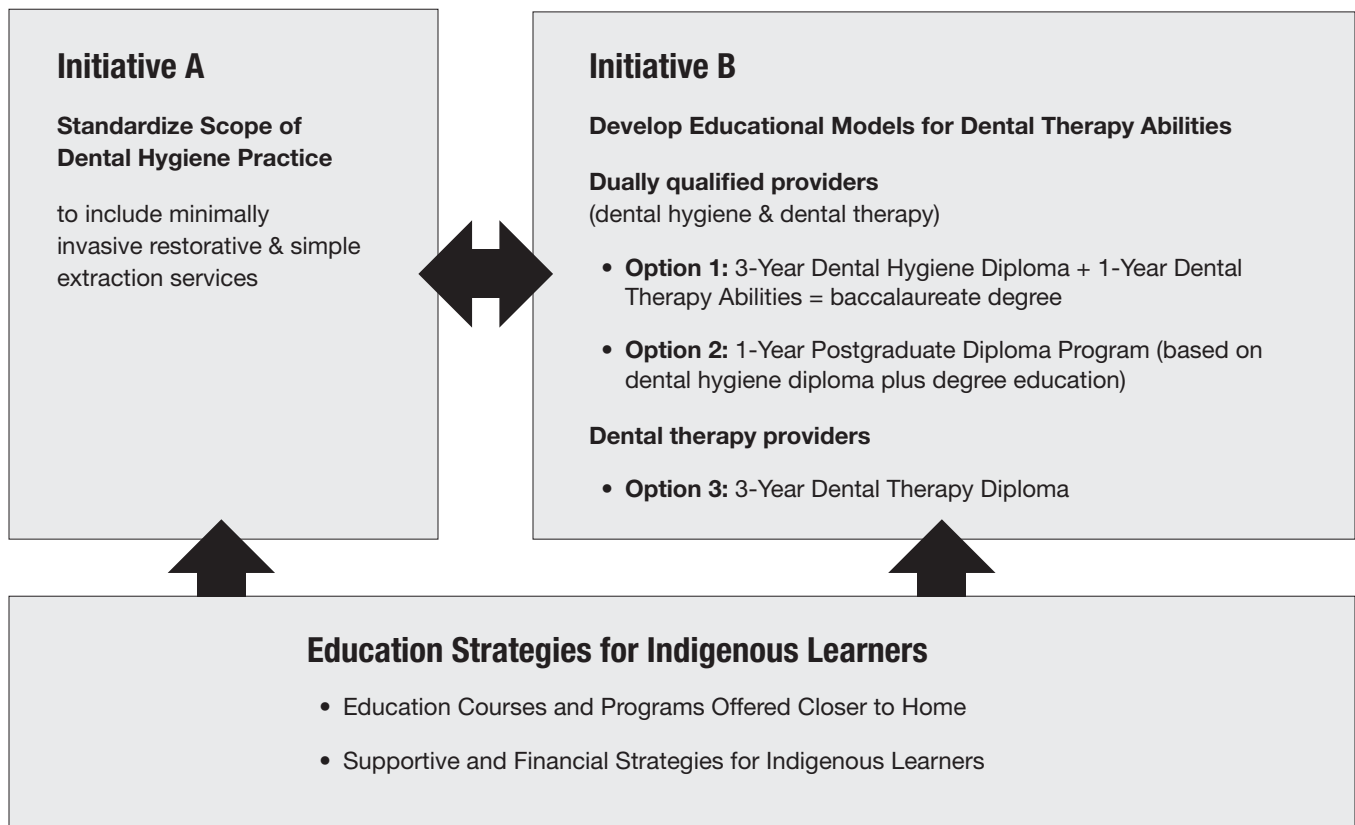 Initiative A
Standardize Scope of
Dental Hygiene Practice
to include minimally
invasive restorative & simple
extraction services
Initiative B
Develop Educational Models for Dental Therapy Abilities
Dually qualified providers
(dental hygiene & dental therapy)
• Option 1: 3-Year Dental Hygiene Diploma + 1-Year Dental
Therapy Abilities = baccalaureate degree
• Option 2: 1-Year Postgraduate Diploma Program (based on
dental hygiene diploma plus degree education)
Dental therapy providers
• Option 3: 3-Year Dental Therapy Diploma
Education Strategies for Indigenous Learners
• Education Courses and Programs Offered Closer to Home
• Supportive and Financial Strategies for Indigenous Learners